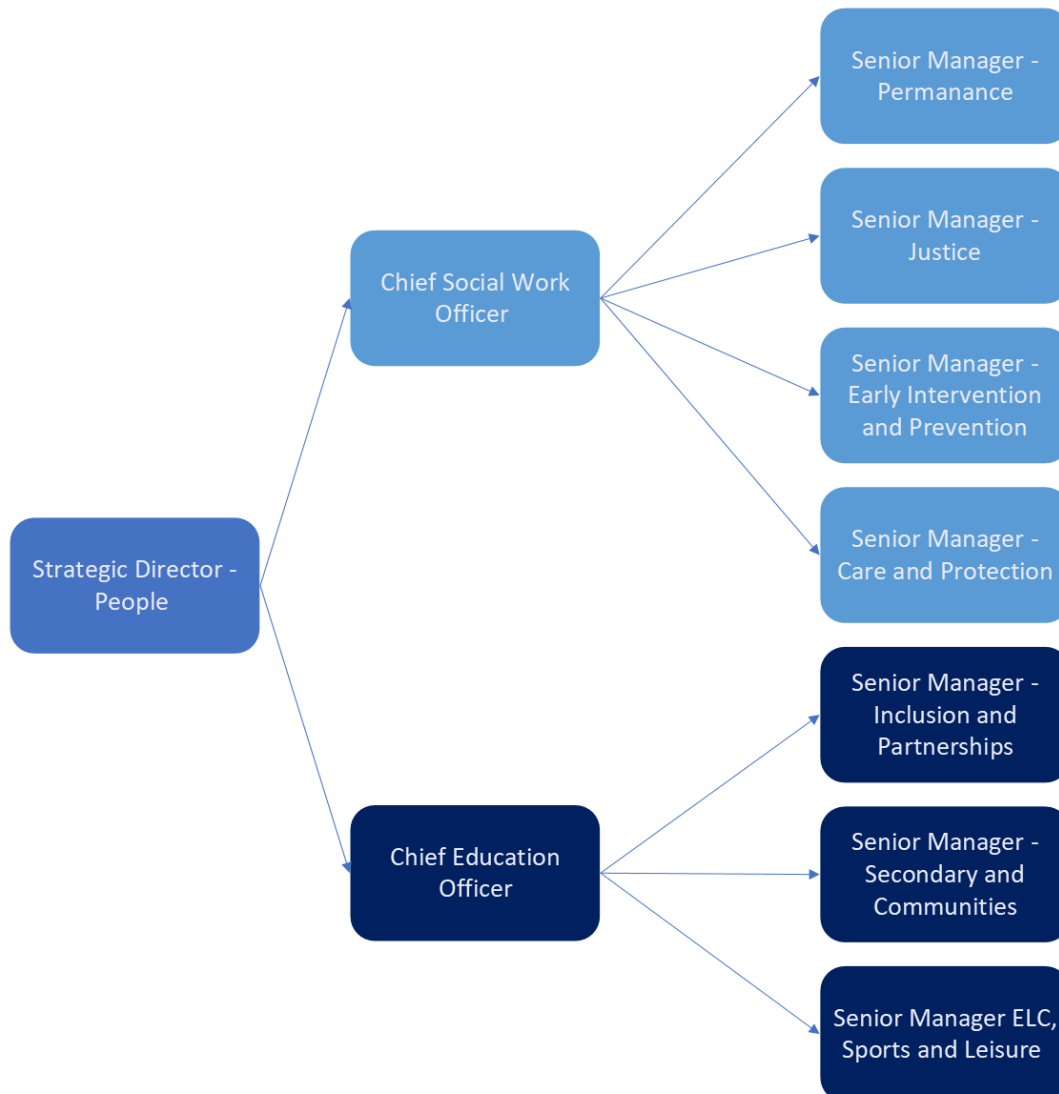 Senior Manager -
Permanance
Senior Manager -
Justice
Chief Social Work
Officer
Senior Manager -
Early Intervention
and Prevention
Senior Manager -
Care and Protection
Strategic Director -
People
Senior Manager -
Inclusion and
Partnerships
Chief Education
Officer
Senior Manager -
Secondary and
Communities
Senior Manager ELC,
Sports and Leisure